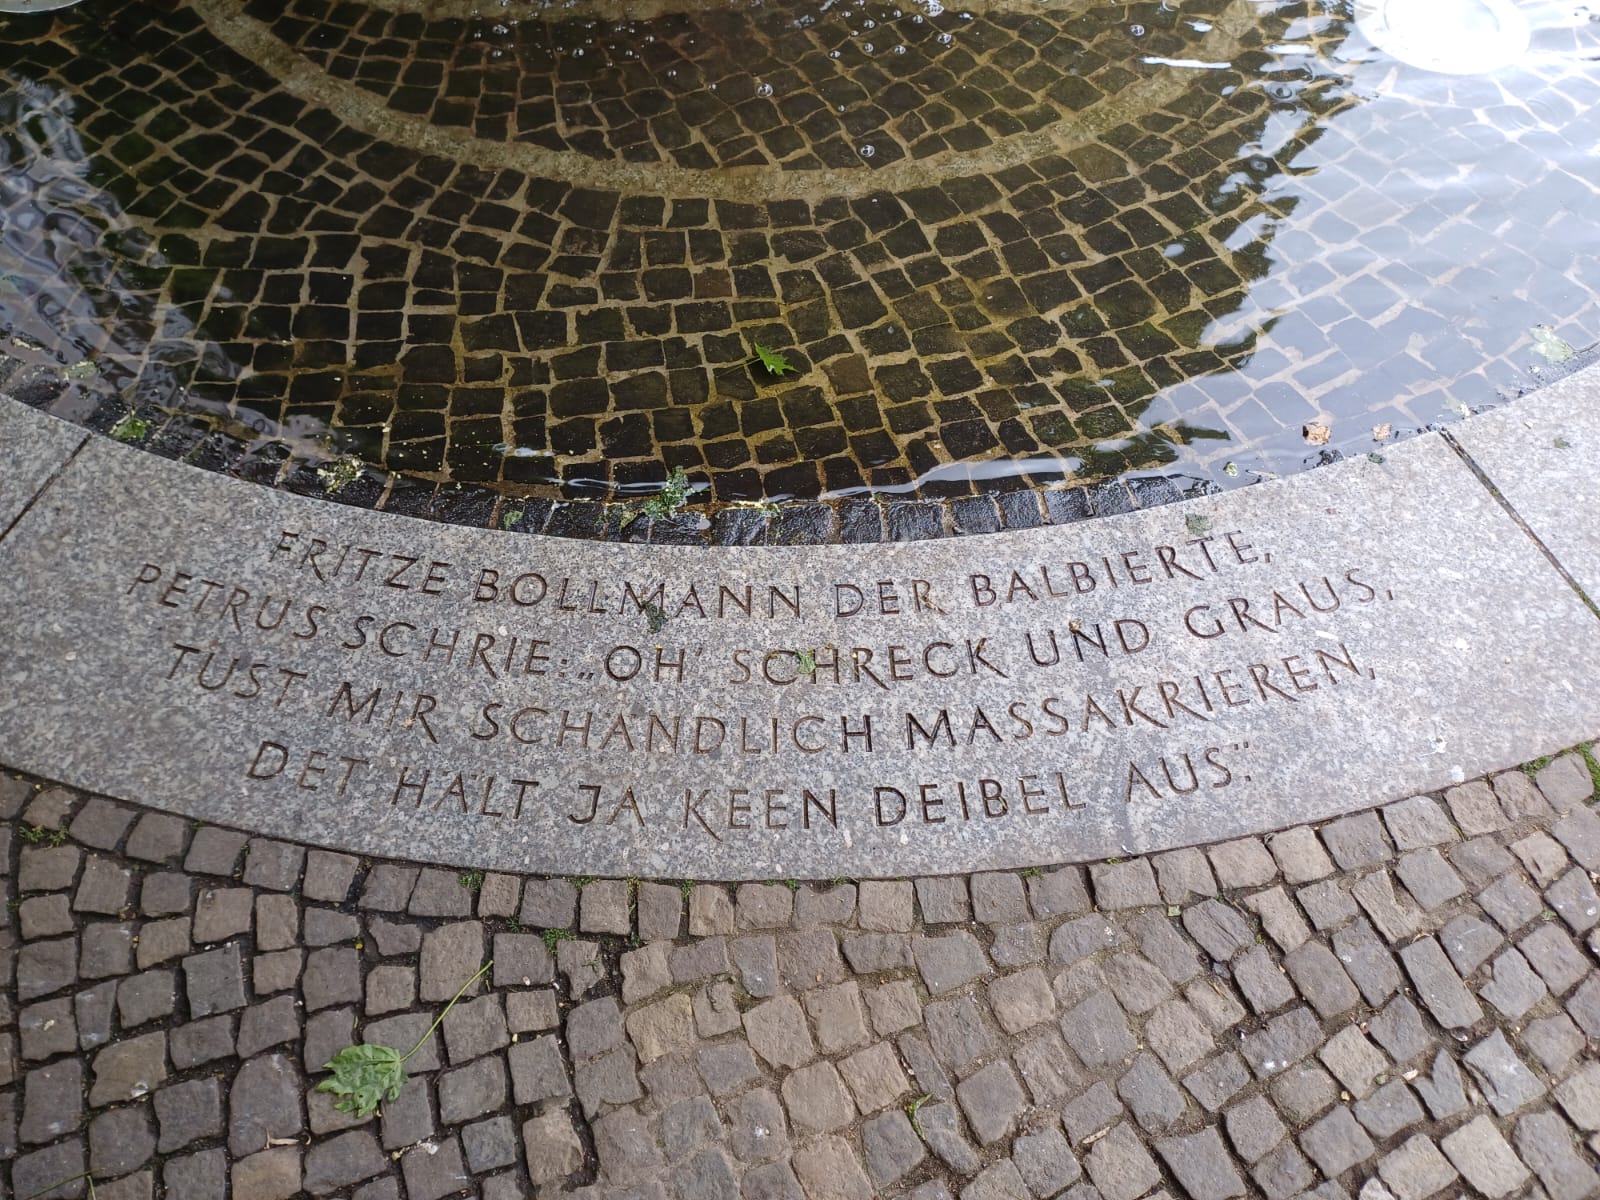 FRITZE BOLLMANN DER BALBIERTE,
PETRUS SCHRIE: „OH' SCHRECK UND GRAUS,
TUST MIR SCHÄNDLICH MASSAKRIEREN,
DET HÄLT JA KEEN DEIBEL AUS."